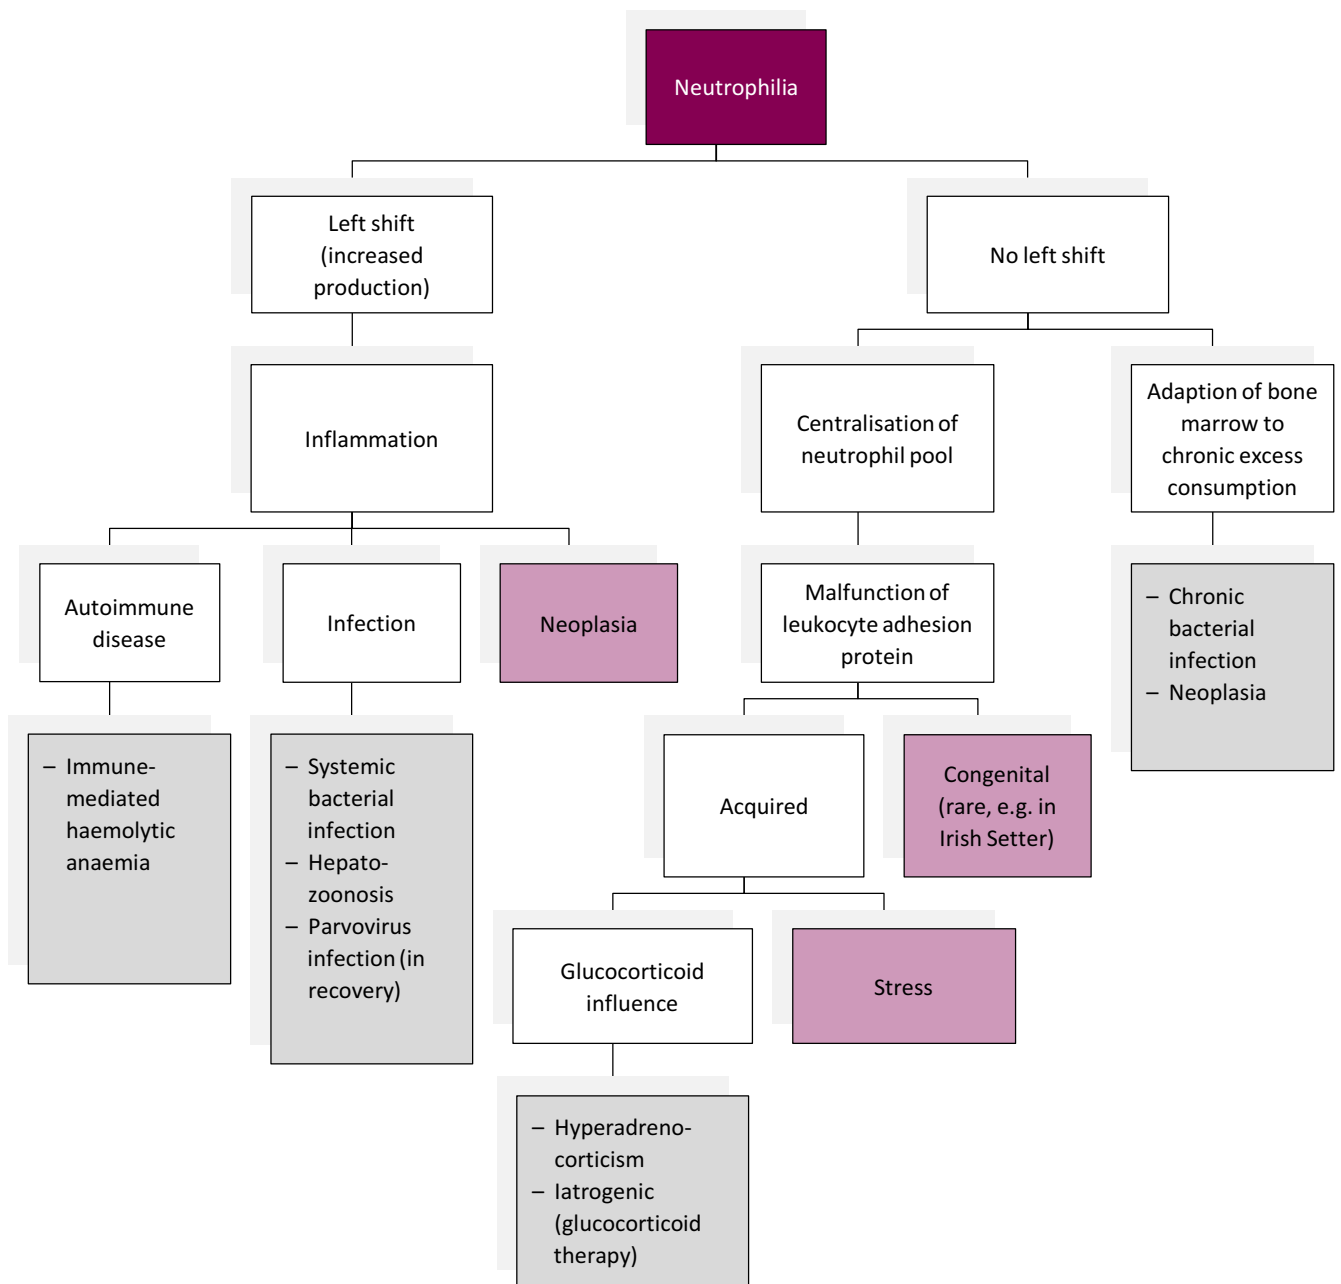 Neutrophilia
Left shift
(increased
production)
No left shift
Inflammation
Centralisation of
neutrophil pool
Adaption of bone
marrow to
chronic excess
consumption
Autoimmune
disease
Infection
Neoplasia
Malfunction of
leukocyte adhesion
protein
– Chronic
bacterial
infection
– Neoplasia
– Immune-
mediated
haemolytic
anaemia
– Systemic
bacterial
infection
– Hepato-
zoonosis
– Parvovirus
infection (in
recovery)
Acquired
Congenital
(rare, e.g. in
Irish Setter)
Glucocorticoid
influence
Stress
– Hyperadreno-
corticism
– Iatrogenic
(glucocorticoid
therapy)